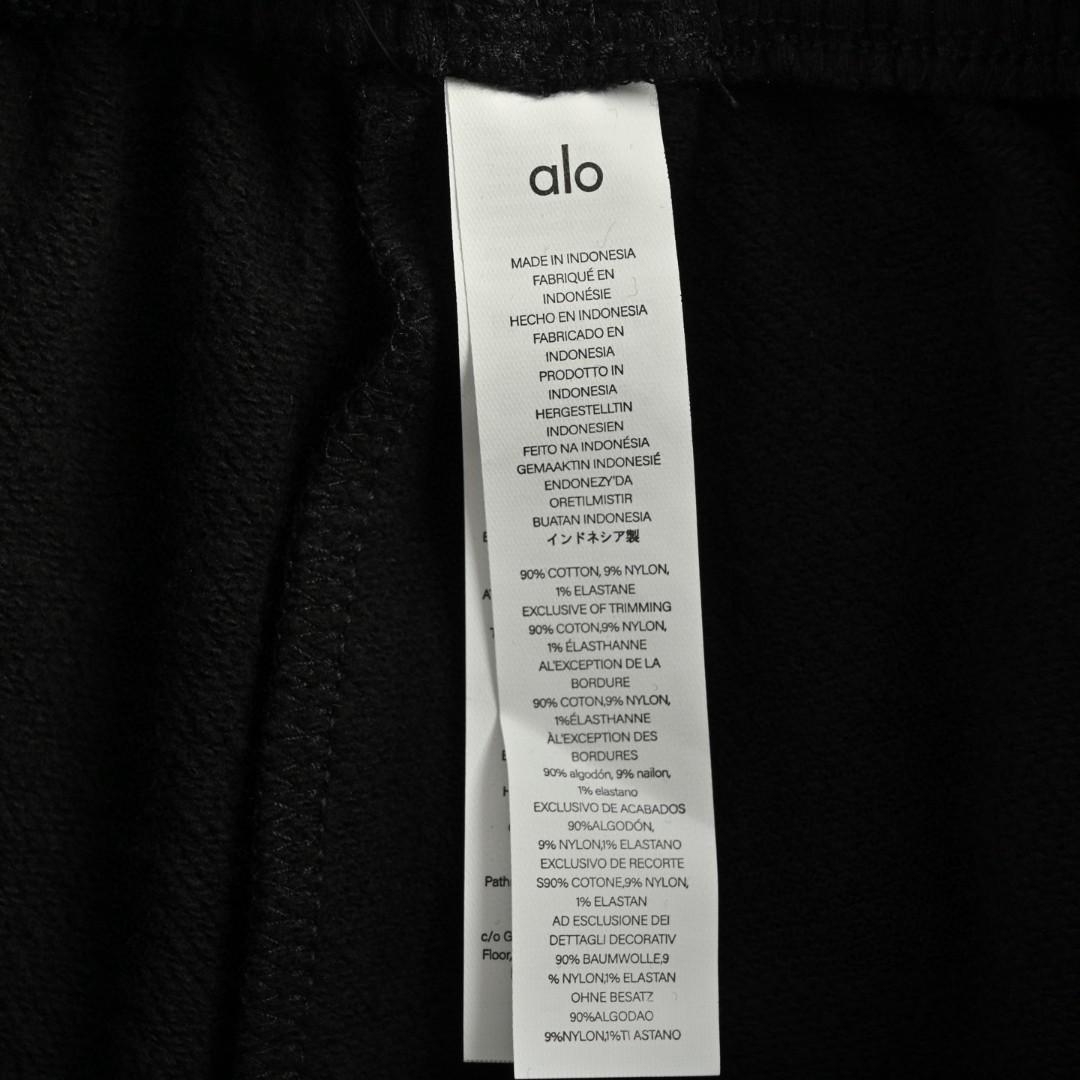 alo
MADE IN INDONESIA
FABRIQUÉ EN
INDONÉSIE
HECHO EN INDONESIA
FABRICADO EN
INDONESIA
PRODOTTO IN
INDONESIA
HERGESTELLTIN
INDONESIEN
FEITO NA INDONÉSIA
GEMAAKTIN INDONESIÉ
ENDONEZY'DA
ORETILMISTIR
BUATAN INDONESIA
インドネシア製
90% COTTON, 9% NYLON,
1% ELASTANE
EXCLUSIVE OF TRIMMING
90% COTON,9% NYLON,
1% ÉLASTHANNE
AL'EXCEPTION DE LA
BORDURE
90% COTON,9% NYLON,
1%ÉLASTHANNE
ÀL'EXCEPTION DES
BORDURES
90% algodón, 9% nailon,
1% elastano
EXCLUSIVO DE ACABADOS
90%ALGODÓN,
9% NYLON,1% ELASTANO
EXCLUSIVO DE RECORTE
S90% COTONE,9% NYLON,
1% ELASTAN
AD ESCLUSIONE DEI
DETTAGLI DECORATIV
90% BAUMWOLLE,9
% NYLON,1% ELASTAN
OHNE BESATZ
90%ALGODAO
9%NYLON,1%TI ASTANO
Path
c/o G
Floor,